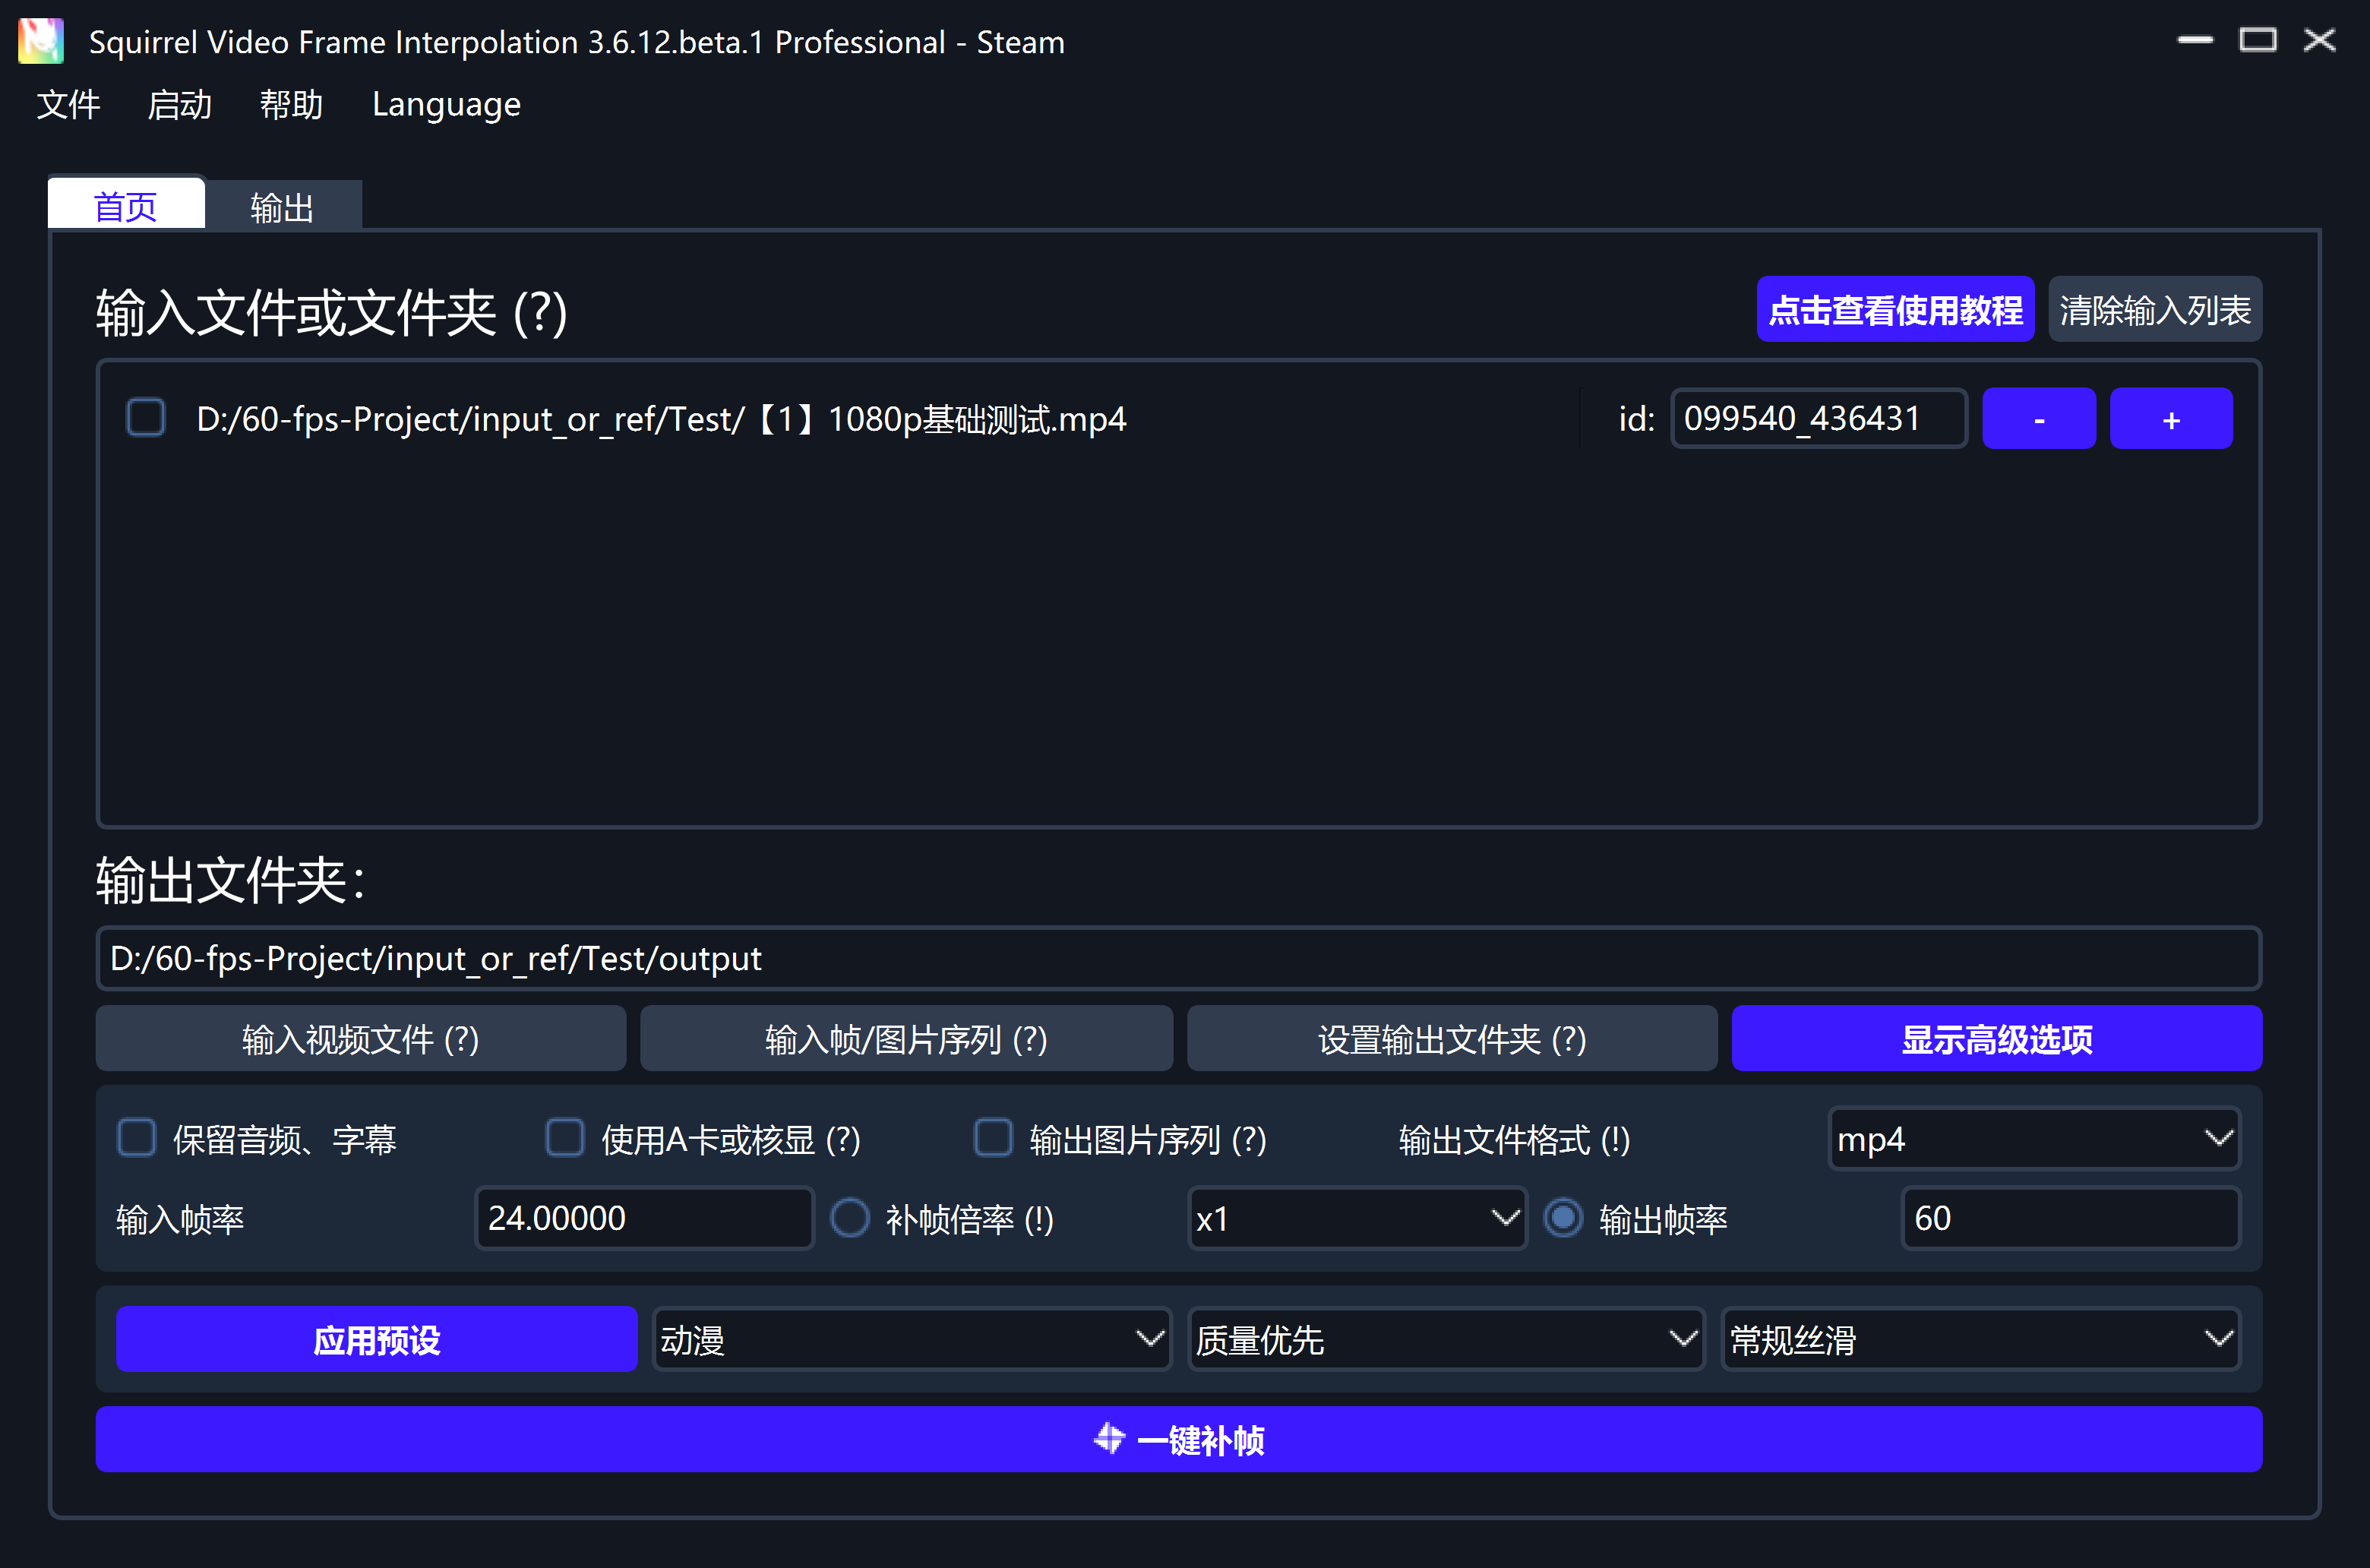 Squirrel Video Frame Interpolation 3.6.12.beta.1 Professional - Steam
文件 启动 帮助 Language
首页 输出
输入文件或文件夹 (?) 点击查看使用教程 清除输入列表
D:/60-fps-Project/input_or_ref/Test/【1】1080p基础测试.mp4 id: 099540_436431 - +
输出文件夹：
D:/60-fps-Project/input_or_ref/Test/output
输入视频文件 (?) 输入帧/图片序列 (?) 设置输出文件夹 (?) 显示高级选项
保留音频、字幕 使用A卡或核显 (?) 输出图片序列 (?) 输出文件格式 (!) mp4
输入帧率 24.00000 补帧倍率 (!) x1 输出帧率 60
应用预设 动漫 质量优先 常规丝滑
一键补帧